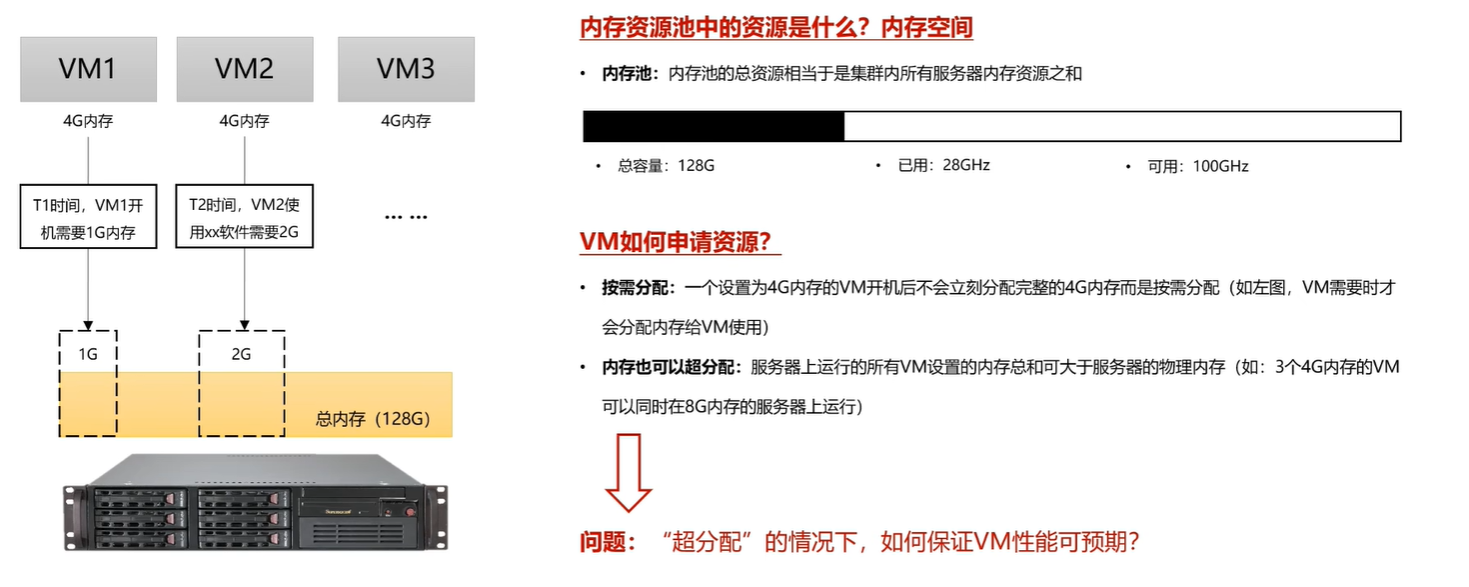 VM1
VM2
VM3
4G内存
4G内存
4G内存
T1时间，VM1开
机需要1G内存
T2时间，VM2使
用xx软件需要2G
... ...
1G
2G
总内存（128G）
内存资源池中的资源是什么？内存空间
• 内存池：内存池的总资源相当于是集群内所有服务器内存资源之和
• 总容量：128G
• 已用：28GHz
• 可用：100GHz
VM如何申请资源？
• 按需分配：一个设置为4G内存的VM开机后不会立刻分配完整的4G内存而是按需分配（如左图，VM需要时才
会分配内存给VM使用）
• 内存也可以超分配：服务器上运行的所有VM设置的内存总和可大于服务器的物理内存（如：3个4G内存的VM
可以同时在8G内存的服务器上运行）
问题：“超分配”的情况下，如何保证VM性能可预期？